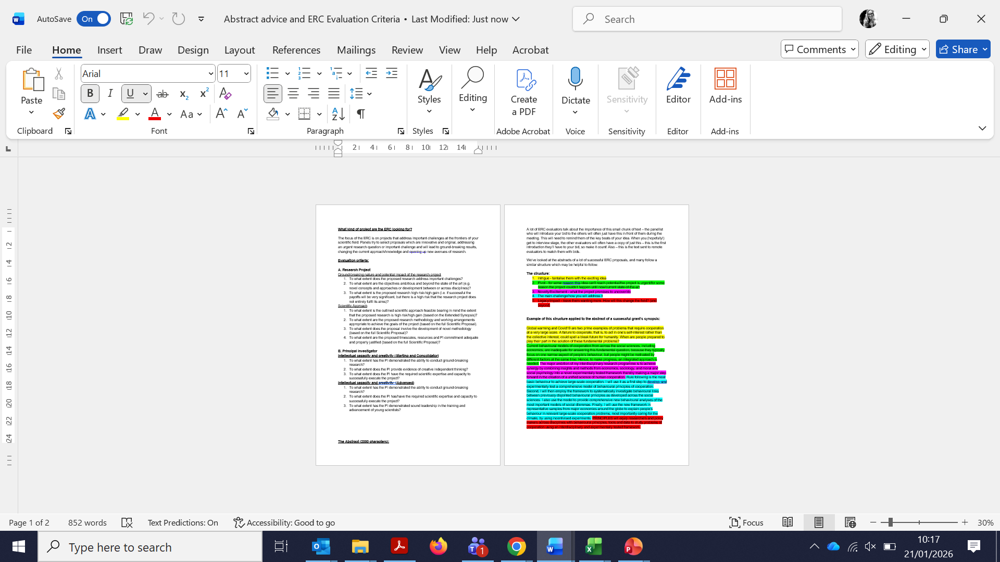 AutoSave On Abstract advice and ERC Evaluation Criteria • Last Modified: Just now Search
File Home Insert Draw Design Layout References Mailings Review View Help Acrobat Comments Editing Share
Arial 11
Paste Styles Editing Create a PDF Dictate Sensitivity Editor Add-ins
Clipboard Font Paragraph Styles Adobe Acrobat Voice Sensitivity Editor Add-ins
2 4 6 8 10 12 14
2
4
6
8
10
12
14
16
18
20
22
24
What kind of project are the ERC looking for?
The focus of the ERC is on projects that address important challenges at the frontiers of your
scientific field. Panels try to select proposals which are innovative and original, addressing
an urgent research question or important challenge and will lead to ground-breaking results,
changing the current approach/knowledge and opening up new avenues of research.
Evaluation criteria:
A. Research Project
Ground-breaking nature and potential impact of the research project
1. To what extent does the proposed research address important challenges?
2. To what extent are the objectives ambitious and beyond the state of the art (e.g.
novel concepts and approaches or development between or across disciplines)?
3. To what extent is the proposed research high risk-high gain (i.e. if successful the
payoffs will be very significant, but there is a high risk that the research project does
not entirely fulfil its aims)?
Scientific Approach
1. To what extent is the outlined scientific approach feasible bearing in mind the extent
that the proposed research is high risk/high gain (based on the Extended Synopsis)?
2. To what extent are the proposed research methodology and working arrangements
appropriate to achieve the goals of the project (based on the full Scientific Proposal).
3. To what extent does the proposal involve the development of novel methodology
(based on the full Scientific Proposal)?
4. To what extent are the proposed timescales, resources and PI commitment adequate
and properly justified (based on the full Scientific Proposal)?
B. Principal Investigator
Intellectual capacity and creativity (Starting and Consolidator)
1. To what extent has the PI demonstrated the ability to conduct ground-breaking
research?
2. To what extent does the PI provide evidence of creative independent thinking?
3. To what extent does the PI have the required scientific expertise and capacity to
successfully execute the project?
Intellectual capacity and creativity (Advanced)
1. To what extent has the PI demonstrated the ability to conduct ground-breaking
research?
2. To what extent does the PI has/have the required scientific expertise and capacity to
successfully execute the project?
3. To what extent has the PI demonstrated sound leadership in the training and
advancement of young scientists?
The Abstract (2000 characters):
A lot of ERC evaluators talk about the importance of this small chunk of text – the panellist
who will introduce your bid to the others will often just have this in front of them during the
meeting. This will need to remind them of the key beats of your idea. When you (hopefully!)
get to interview stage, the other evaluators will often have a copy of just this – this is the first
introduction they'll have to your bid, so make it count! Also – this is the text sent to remote
evaluators to match them with bids.
We've looked at the abstracts of a lot of successful ERC proposals, and many follow a
similar structure which may be helpful to follow.
The structure:
1. Intrigue - tantalise them with the exciting idea
2. Pivot - for some reason this idea can't reach potential/the project is urgent/for some
reason the project couldn't happen until now/current state-of-the-art
3. Novelty/Excitement - what the project promises to
4. The main challenge/how you will address it
5. Legacy/impact - leave them wanting more. How will this change the field? (and
beyond)
Example of this structure applied to the abstract of a successful grant's synopsis:
Global warming and Covid19 are two prime examples of problems that require cooperation
at a very large scale. A failure to cooperate, that is, to act in one's self-interest rather than
the collective interest, could spell a bleak future for humanity. When are people prepared to
play their part in the solution of these fundamental problems?
Current behavioural models of cooperation from across the social sciences, including
economics, are inadequate for answering this fundamental question, because they typically
focus on one narrow aspect of people's behaviour, but people might be motivated by
different factors at the same time. Hence, to make progress, an integrated approach is
needed. The major ambition of my interdisciplinary research programme is to achieve
synergy by combining insights and methods from economics, sociology, and moral and
social psychology into a novel experimentally tested framework thereby making a major step
forward in the creation of a unified science of human cooperation. Rule following is the most
basic behaviour to achieve large-scale cooperation. I will use it as a first step to develop and
experimentally test a comprehensive model of behavioural principles of cooperation.
Second, I will then employ the framework to systematically investigate behavioural links
between previously disjointed behavioural principles as developed across the social
sciences. I also use the model to provide comprehensive new behavioural analyses of the
most important models of social dilemmas. Finally, I will use the new framework in
representative samples from major economies around the globe to explain people's
behaviour in relevant large-scale cooperation problems, most importantly caring for the
climate, by using incentivised experiments. PRINCIPLES will equip researchers and policy
makers across disciplines with behavioural principles, tools and data to study problems of
cooperation using an interdisciplinary and experimentally tested framework.
Page 1 of 2 852 words Text Predictions: On Accessibility: Good to go Focus 30%
Type here to search 1 10:17
21/01/2026